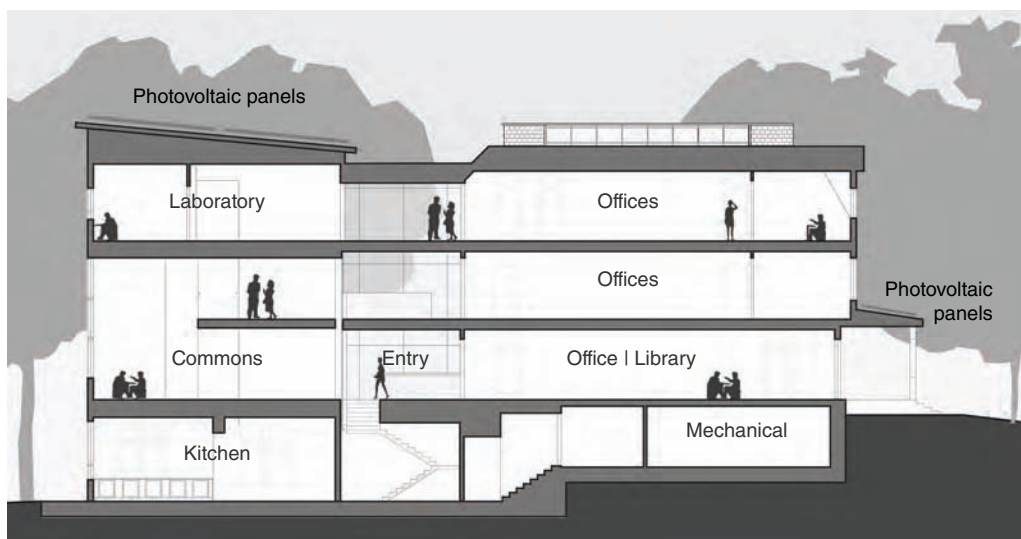 Photovoltaic panels
Laboratory
Offices
Offices
Photovoltaic
panels
Commons
Entry
Office | Library
Kitchen
Mechanical